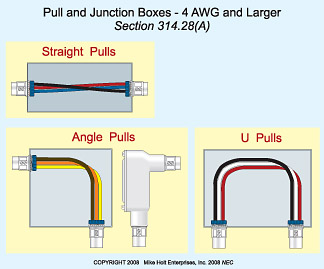 Pull and Junction Boxes - 4 AWG and Larger
Section 314.28(A)
Straight Pulls
Angle Pulls
U Pulls
COPYRIGHT 2008 Mike Holt Enterprises, Inc. 2008 NEC